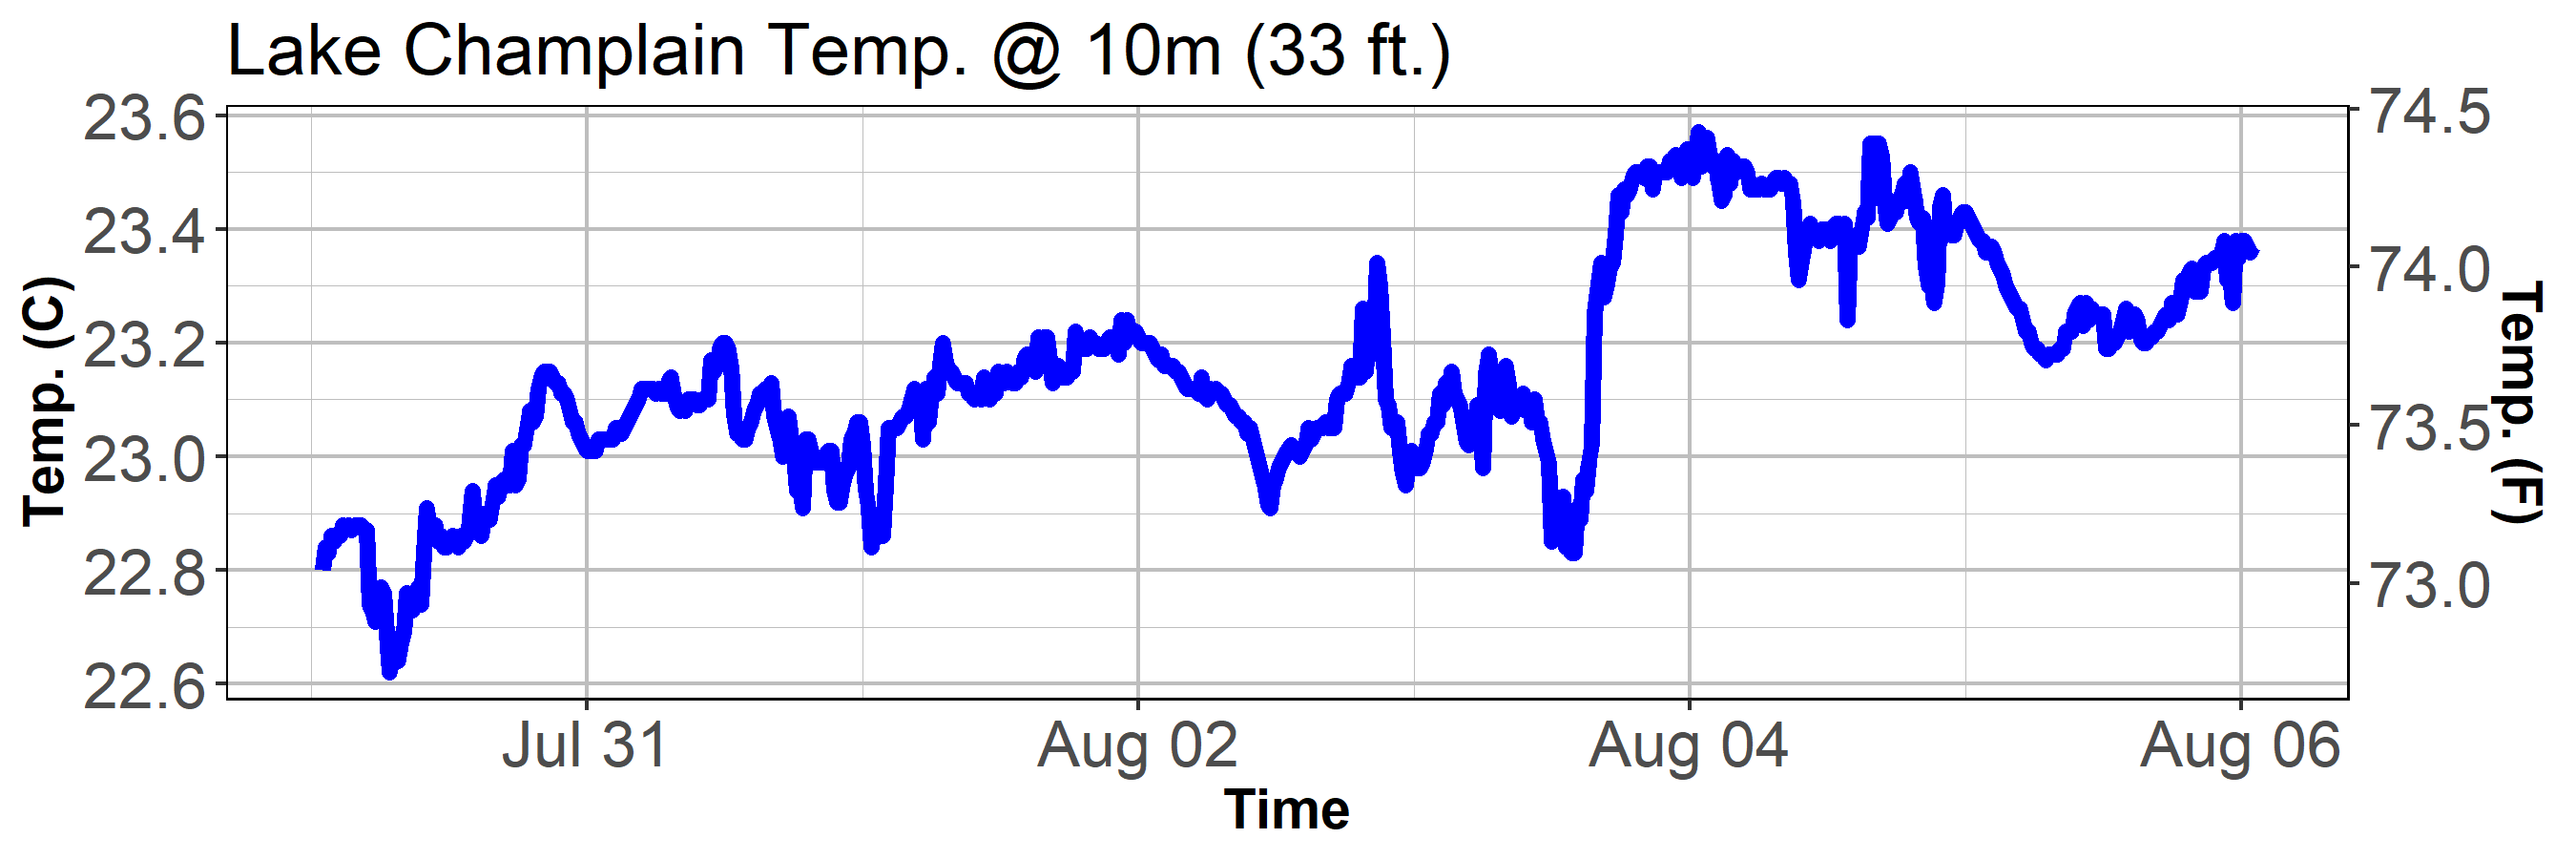 Lake Champlain Temp. @ 10m (33 ft.)
Temp. (C)
23.6
23.4
23.2
23.0
22.8
22.6
74.5
74.0
73.5
73.0
Temp. (F)
Jul 31 Aug 02 Aug 04 Aug 06
Time